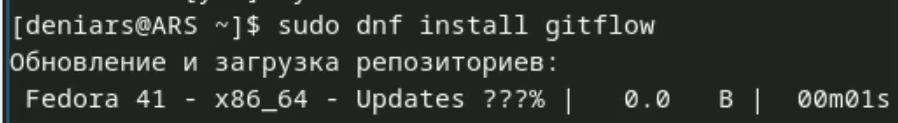 [deniars@ARS ~]$ sudo dnf install gitflow
Обновление и загрузка репозиториев:
Fedora 41 - x86_64 - Updates ???% |   0.0   B |  00m01s